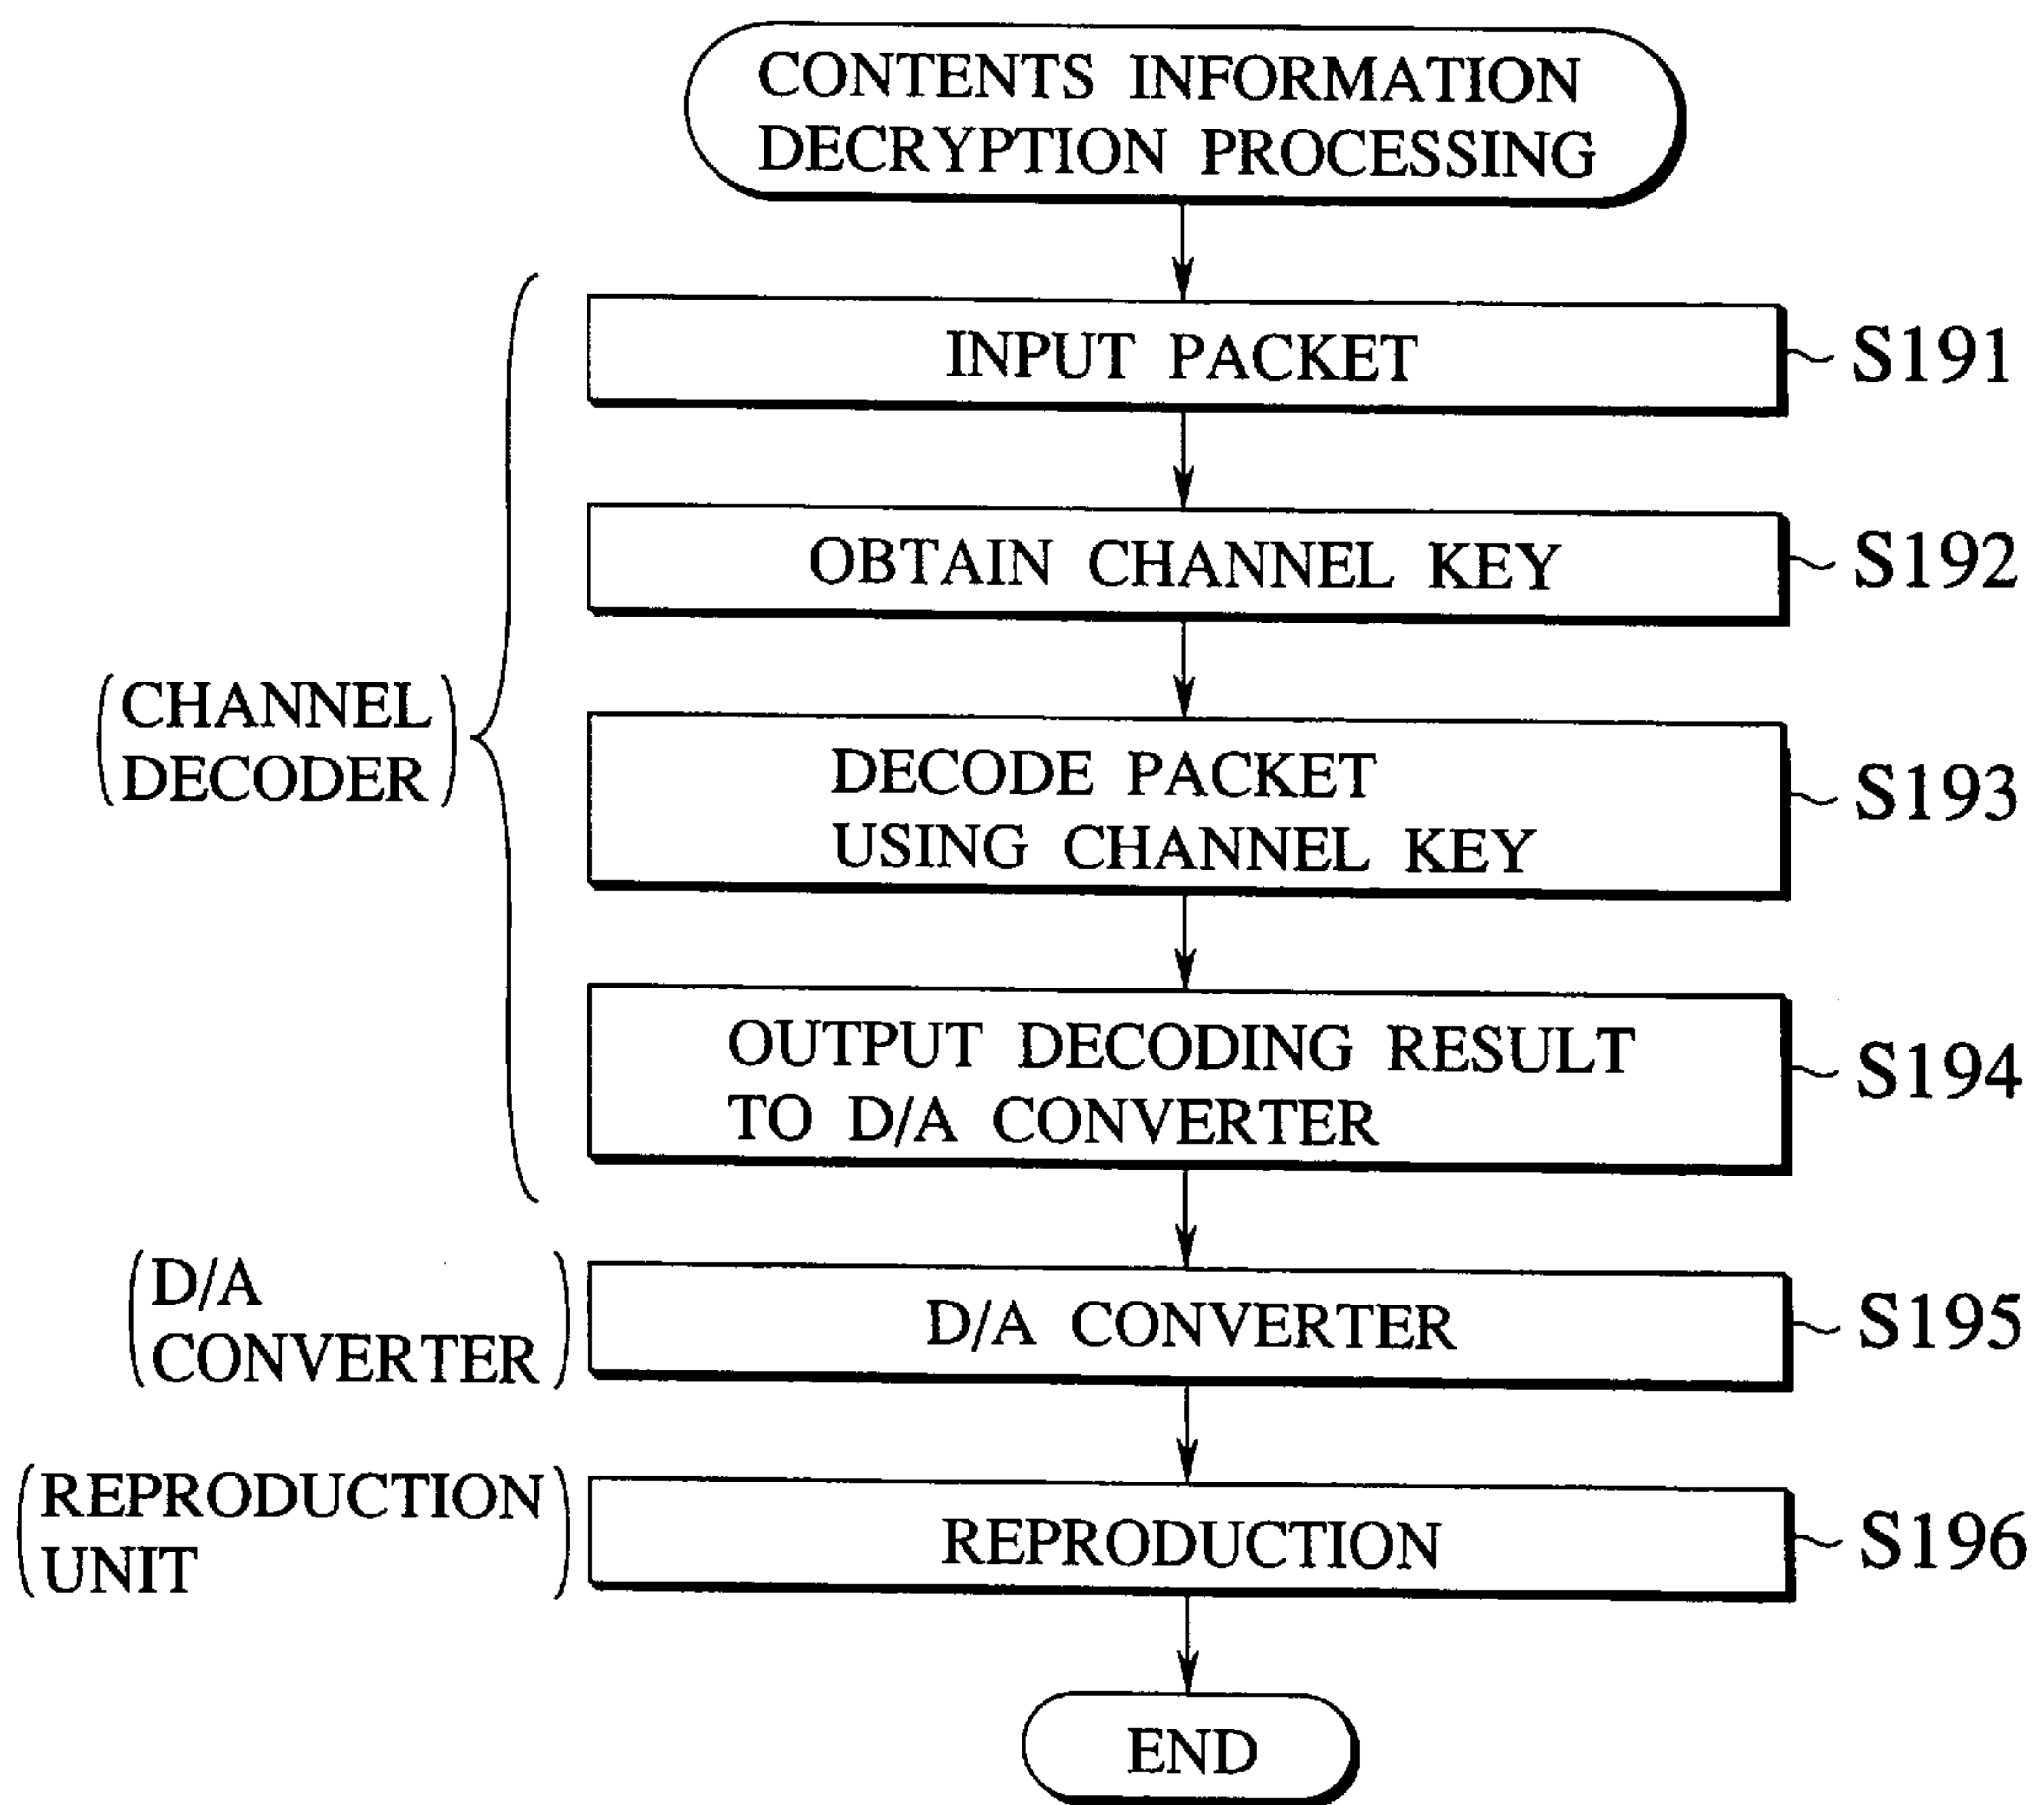 CONTENTS INFORMATION
DECRYPTION PROCESSING
INPUT PACKET
S191
OBTAIN CHANNEL KEY
S192
CHANNEL
DECODER
DECODE PACKET
USING CHANNEL KEY
S193
OUTPUT DECODING RESULT
TO D/A CONVERTER
S194
D/A
CONVERTER
D/A CONVERTER
S195
REPRODUCTION
UNIT
REPRODUCTION
S196
END